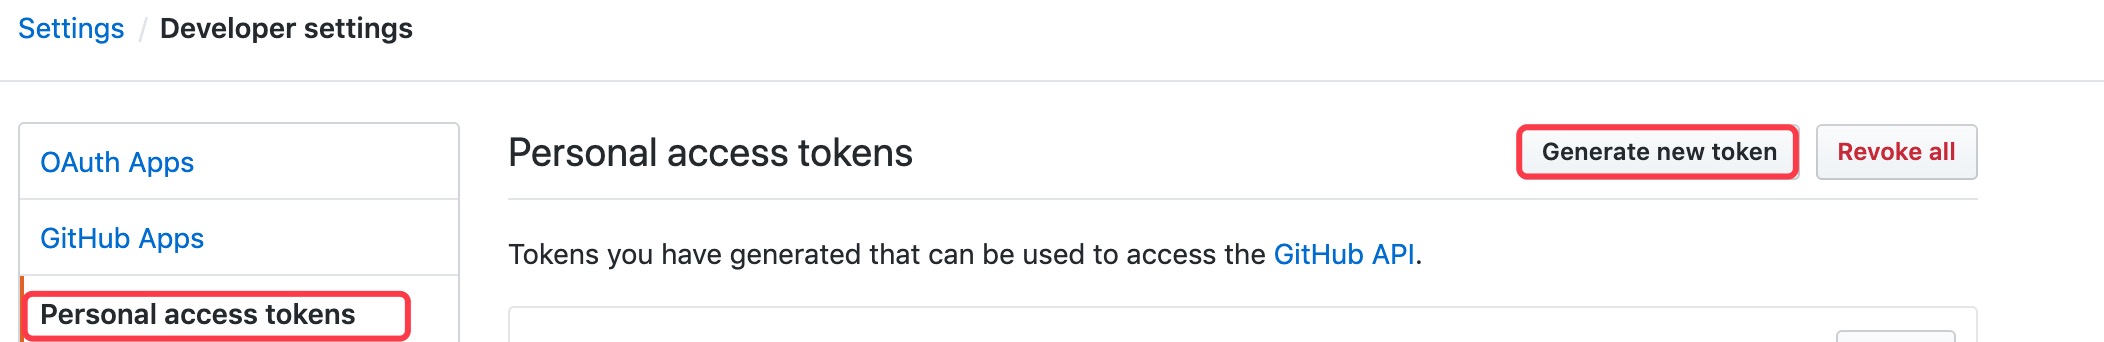 Settings / Developer settings
OAuth Apps
GitHub Apps
Personal access tokens
Personal access tokens
Generate new token
Revoke all
Tokens you have generated that can be used to access the GitHub API.